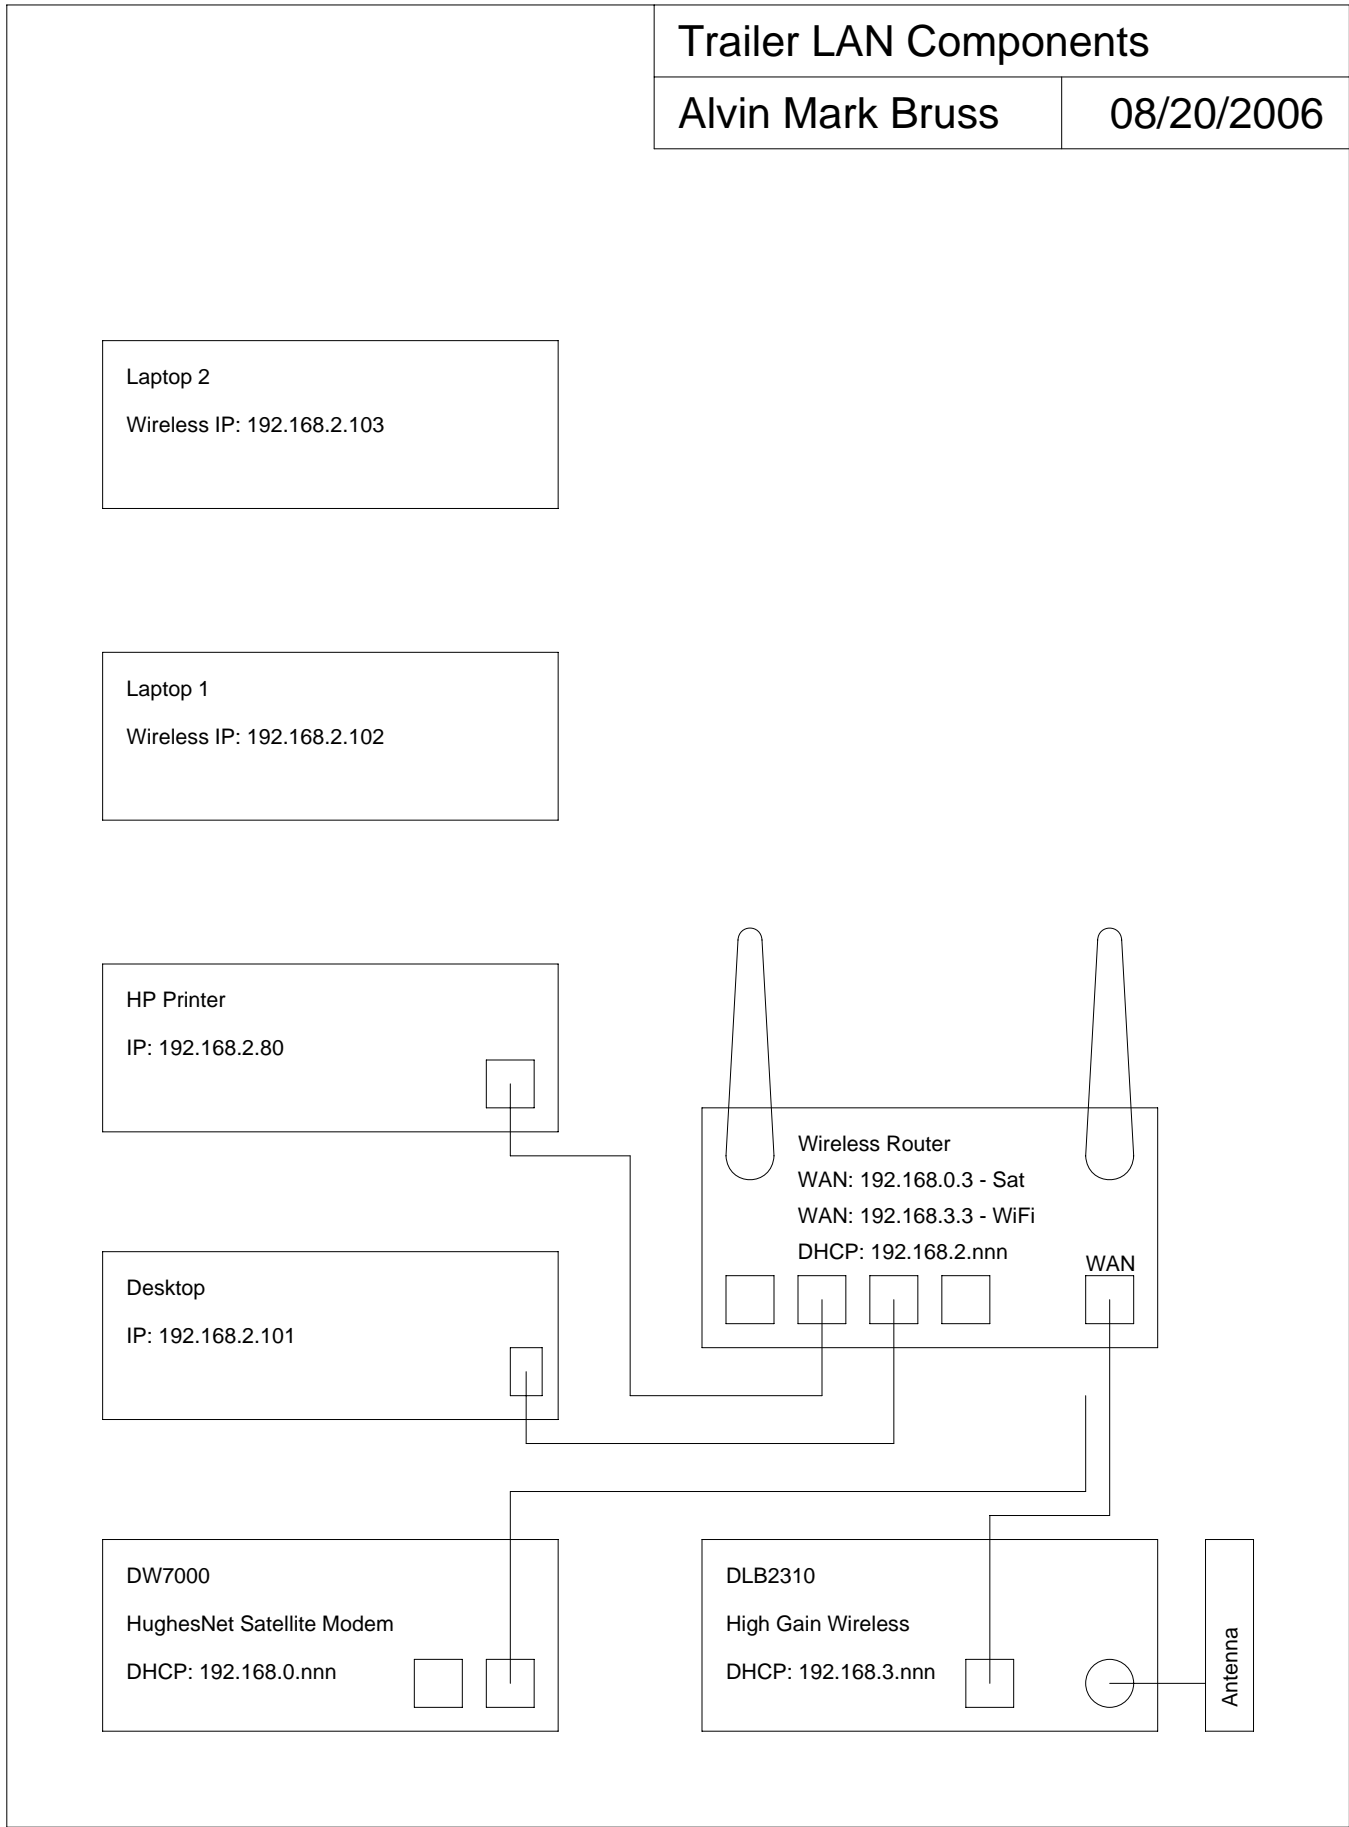 Trailer LAN Components
Alvin Mark Bruss 08/20/2006
Laptop 2
Wireless IP: 192.168.2.103
Laptop 1
Wireless IP: 192.168.2.102
HP Printer
IP: 192.168.2.80
Wireless Router
WAN: 192.168.0.3 - Sat
WAN: 192.168.3.3 - WiFi
DHCP: 192.168.2.nnn
WAN
Desktop
IP: 192.168.2.101
DW7000
HughesNet Satellite Modem
DHCP: 192.168.0.nnn
DLB2310
High Gain Wireless
DHCP: 192.168.3.nnn
Antenna